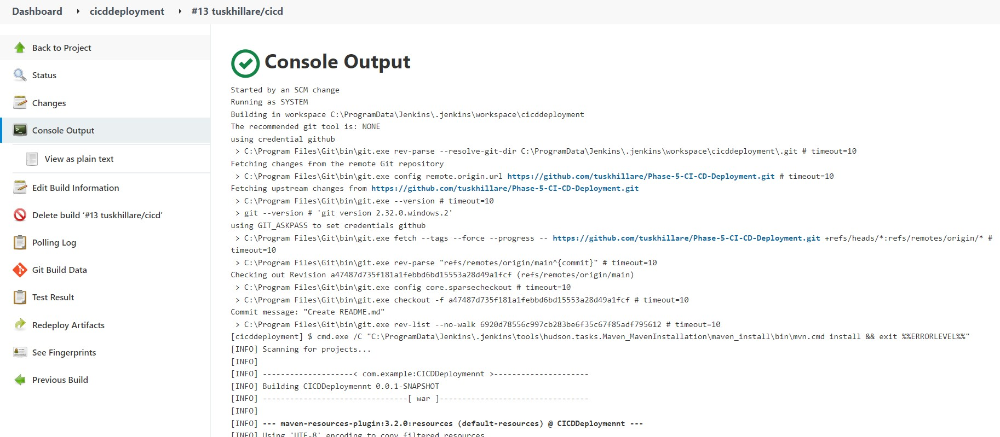 Dashboard
cicddeployment
#13 tuskhillare/cicd
Back to Project
Status
Changes
Console Output
View as plain text
Edit Build Information
Delete build ‘#13 tuskhillare/cicd’
Polling Log
Git Build Data
Test Result
Redeploy Artifacts
See Fingerprints
Previous Build
Console Output
Started by an SCM change
Running as SYSTEM
Building in workspace C:\ProgramData\Jenkins\.jenkins\workspace\cicddeployment
The recommended git tool is: NONE
using credential github
> C:\Program Files\Git\bin\git.exe rev-parse --resolve-git-dir C:\ProgramData\Jenkins\.jenkins\workspace\cicddeployment\.git # timeout=10
Fetching changes from the remote Git repository
> C:\Program Files\Git\bin\git.exe config remote.origin.url https://github.com/tuskhillare/Phase-5-CI-CD-Deployment.git # timeout=10
Fetching upstream changes from https://github.com/tuskhillare/Phase-5-CI-CD-Deployment.git
> C:\Program Files\Git\bin\git.exe --version # timeout=10
> git --version # 'git version 2.32.0.windows.2'
using GIT_ASKPASS to set credentials github
> C:\Program Files\Git\bin\git.exe fetch --tags --force --progress -- https://github.com/tuskhillare/Phase-5-CI-CD-Deployment.git +refs/heads/*:refs/remotes/origin/* #
timeout=10
> C:\Program Files\Git\bin\git.exe rev-parse "refs/remotes/origin/main^{commit}" # timeout=10
Checking out Revision a47487d735f181a1febbd6bd15553a28d49a1fcf (refs/remotes/origin/main)
> C:\Program Files\Git\bin\git.exe config core.sparsecheckout # timeout=10
> C:\Program Files\Git\bin\git.exe checkout -f a47487d735f181a1febbd6bd15553a28d49a1fcf # timeout=10
Commit message: "Create README.md"
> C:\Program Files\Git\bin\git.exe rev-list --no-walk 6920d78556c997cb283be6f35c67f85adf795612 # timeout=10
[cicddeployment] $ cmd.exe /C "C:\ProgramData\Jenkins\.jenkins\tools\hudson.tasks.Maven_MavenInstallation\maven_install\bin\mvn.cmd install && exit %%ERRORLEVEL%%"
[INFO] Scanning for projects...
[INFO]
[INFO] --------------------< com.example:CICDDeploymennt >---------------------
[INFO] Building CICDDeploymennt 0.0.1-SNAPSHOT
[INFO] --------------------------------[ war ]---------------------------------
[INFO]
[INFO] --- maven-resources-plugin:3.2.0:resources (default-resources) @ CICDDeploymennt ---
[INFO] Using 'UTF-8' encoding to copy filtered resources.